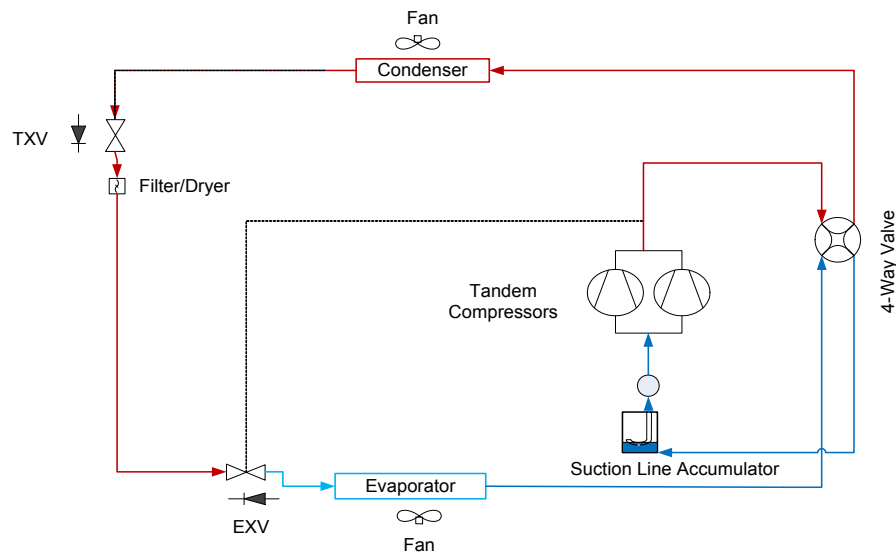 Fan
Condenser
TXV
Filter/Dryer
4-Way Valve
Tandem
Compressors
Suction Line Accumulator
Evaporator
EXV
Fan